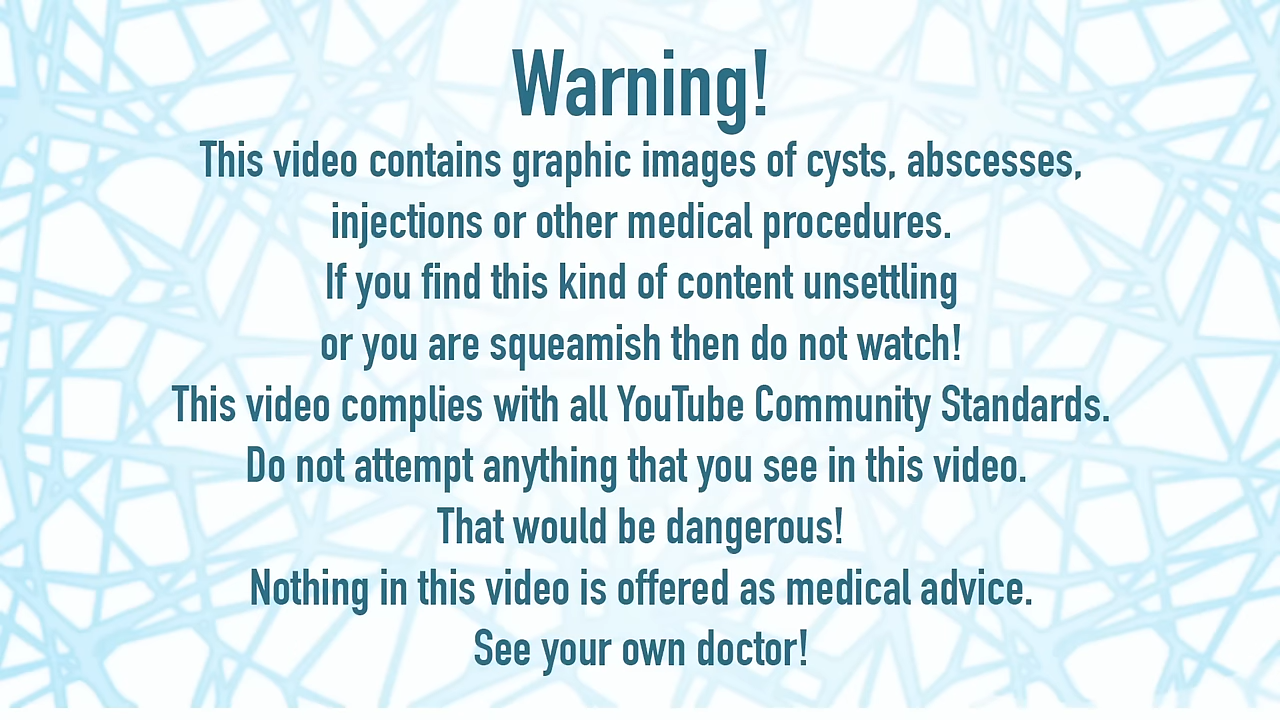 Warning!
This video contains graphic images of cysts, abscesses,
injections or other medical procedures.
If you find this kind of content unsettling
or you are squeamish then do not watch!
This video complies with all YouTube Community Standards.
Do not attempt anything that you see in this video.
That would be dangerous!
Nothing in this video is offered as medical advice.
See your own doctor!